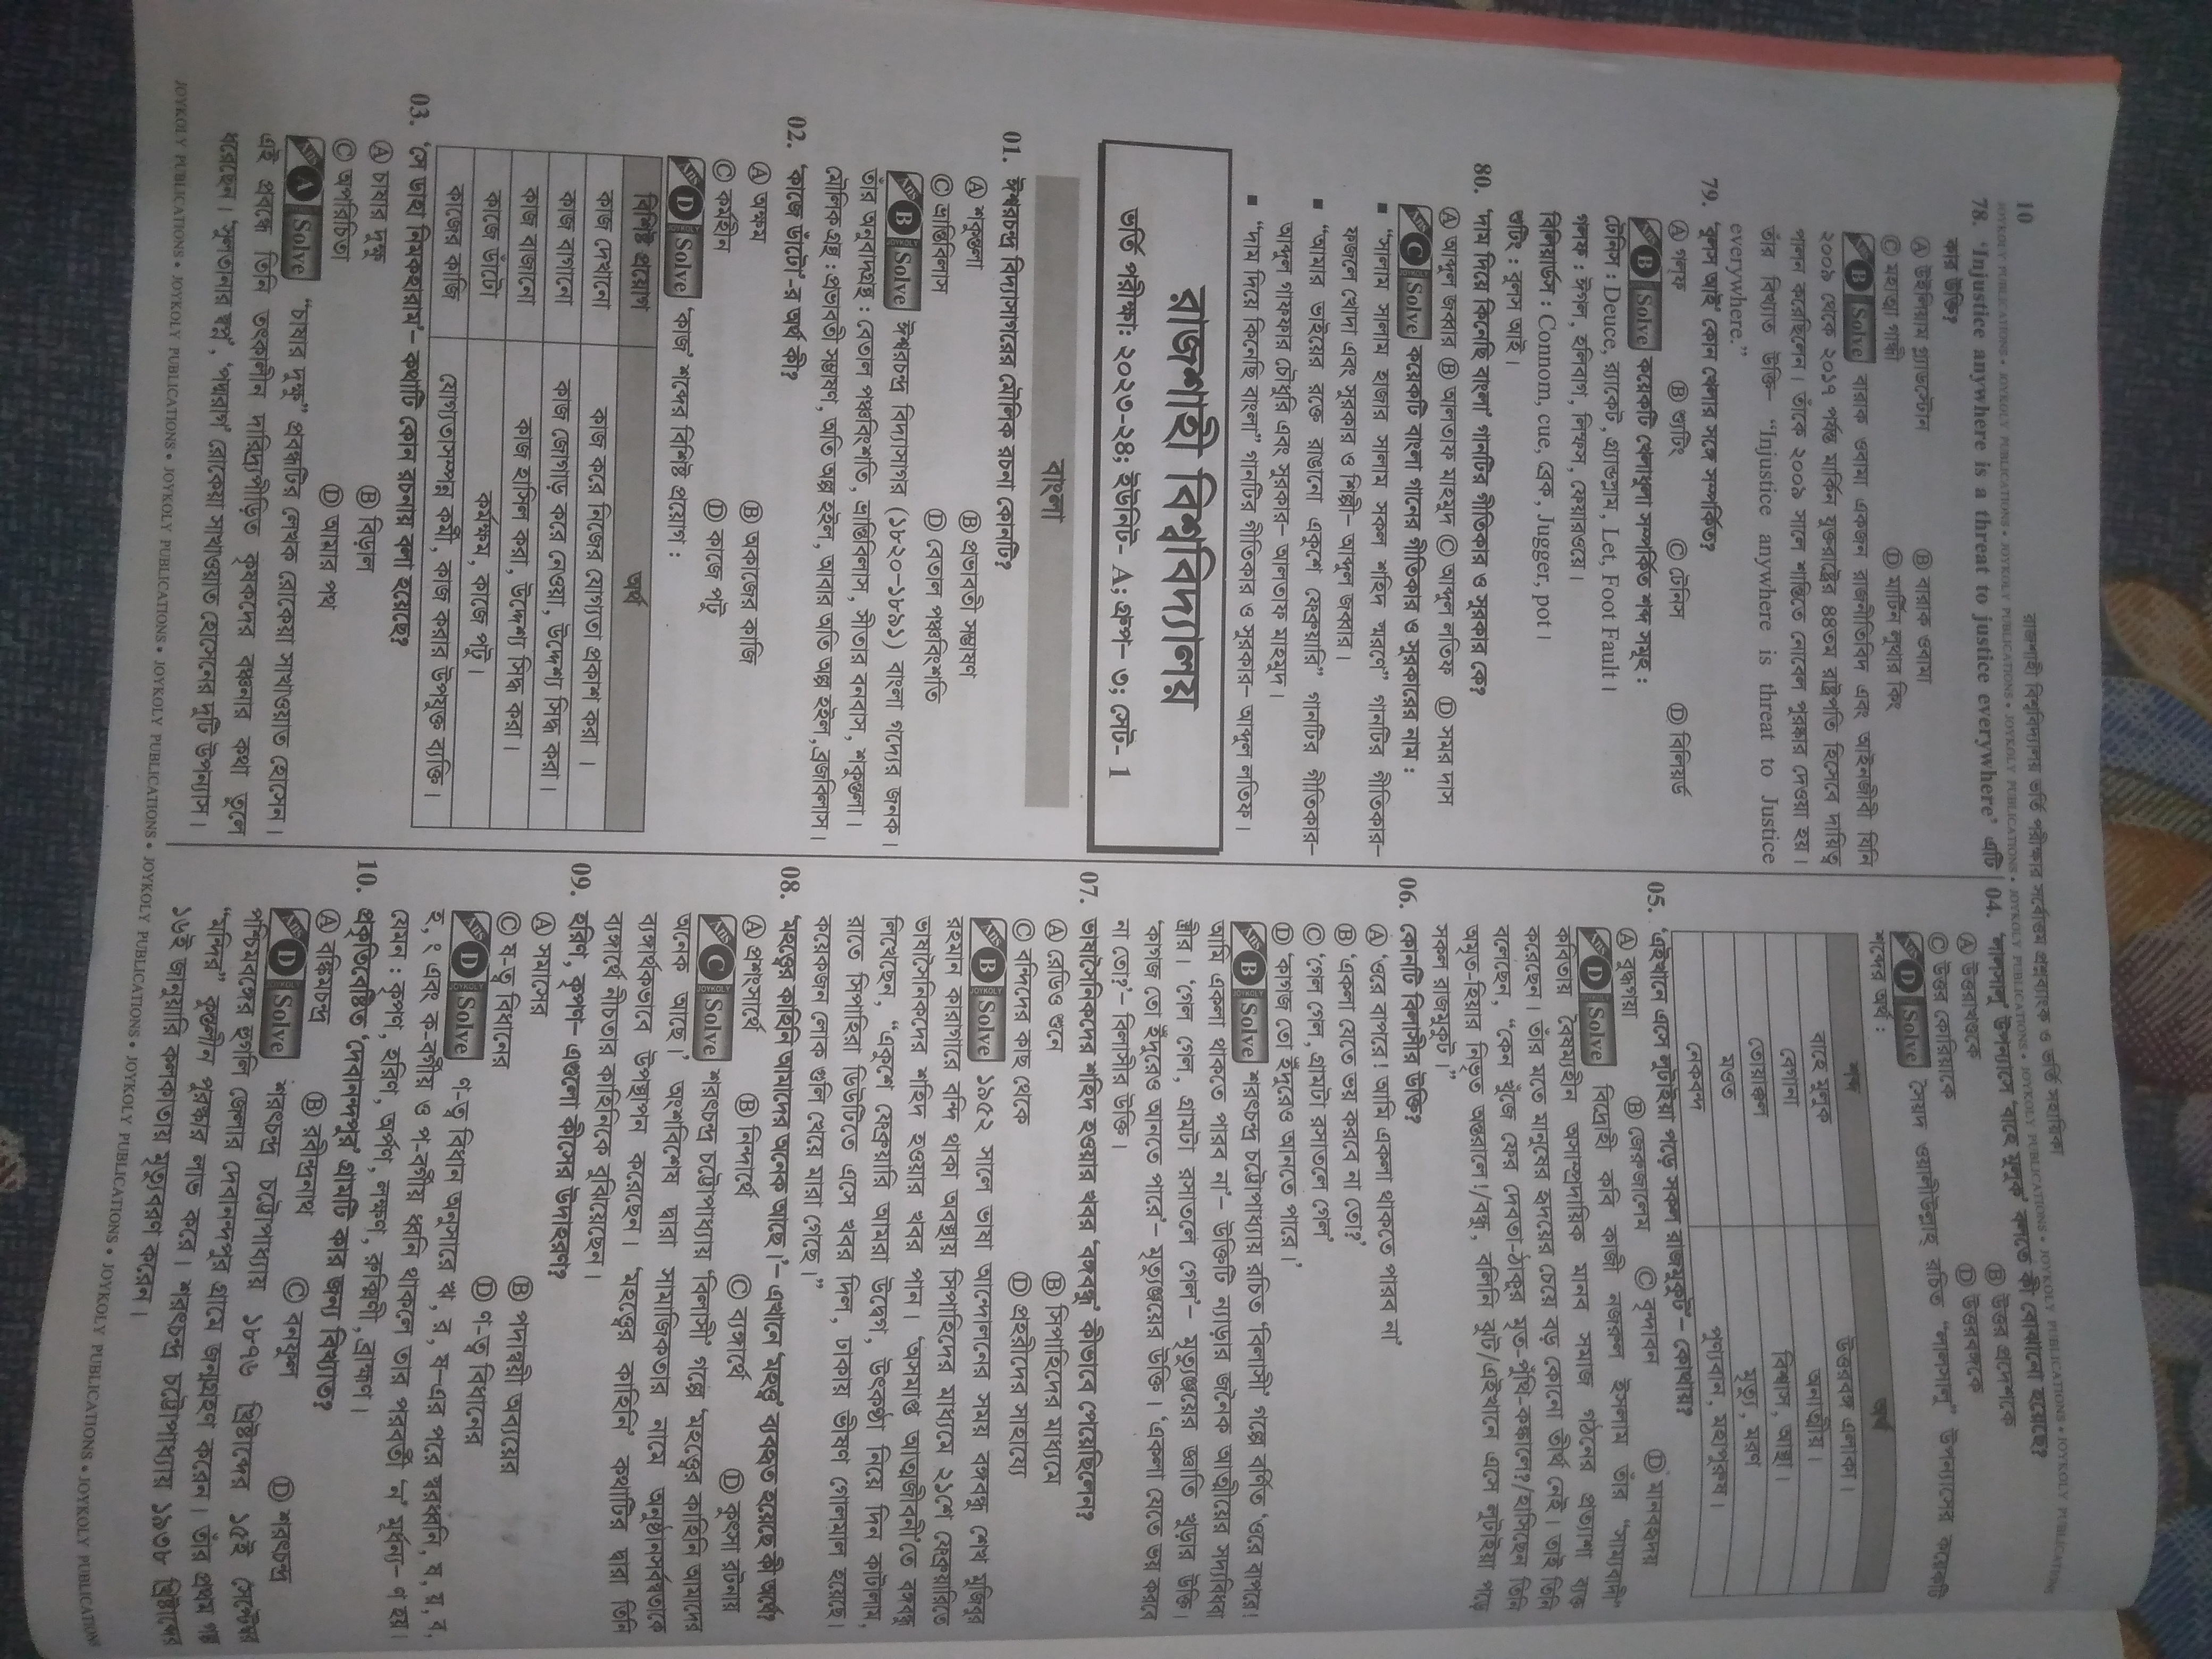 10
রাজশাহী বিশ্ববিদ্যালয় ভর্তি পরীক্ষার সর্বোত্তম প্রশ্নব্যাংক ও ভর্তি সহায়িকা
JOYKOLY PUBLICATIONS • JOYKOLY PUBLICATIONS • JOYKOLY PUBLICATIONS • JOYKOLY PUBLICATIONS • JOYKOLY PUBLICATIONS • JOYKOLY PUBLICATIONS • JOYKOLY PUBLICATIONS • JOYKOLY PUBLICATIONS
78. ‘Injustice anywhere is a threat to justice everywhere’ এটি
কার উক্তি?
Ⓐ উইলিয়াম গ্ল্যাডস্টোন Ⓑ বারাক ওবামা
Ⓒ মহাত্মা গান্ধী Ⓓ মার্টিন লুথার কিং
Ans B Solve বারাক ওবামা একজন রাজনীতিবিদ এবং আইনজীবী যিনি
২০০৯ থেকে ২০১৭ পর্যন্ত মার্কিন যুক্তরাষ্ট্রের ৪৪তম রাষ্ট্রপতি হিসেবে দায়িত্ব
পালন করেছিলেন। তাঁকে ২০০৯ সালে শান্তিতে নোবেল পুরস্কার দেওয়া হয়।
তাঁর বিখ্যাত উক্তি– “Injustice anywhere is threat to Justice
everywhere.”
79. ‘বুলস আই’ কোন খেলার সঙ্গে সম্পর্কিত?
Ⓐ গল্ফ Ⓑ শ্যুটিং Ⓒ টেনিস Ⓓ বিলিয়র্ড
Ans B Solve কয়েকটি খেলাধুলা সম্পর্কিত শব্দ সমূহ :
টেনিস : Deuce, র‍্যাকেট, গ্র্যান্ডস্লাম, Let, Foot Fault।
গলফ : ঈগল, হলিবাগ, লিম্ফস, ফেয়ারওয়ে।
বিলিয়ার্ডস : Connom, cue, ব্রেক, Jugger, pot।
শুটিং : বুলস আই।
80. ‘দাম দিয়ে কিনেছি বাংলা’ গানটির গীতিকার ও সুরকার কে?
Ⓐ আব্দুল জব্বার Ⓑ আলতাফ মাহমুদ Ⓒ আব্দুল লতিফ Ⓓ সমর দাস
Ans C Solve কয়েকটি বাংলা গানের গীতিকার ও সুরকারের নাম :
▪ “সালাম সালাম হাজার সালাম সকল শহিদ স্মরণে” গানটির গীতিকার–
ফজলে খোদা এবং সুরকার ও শিল্পী– আব্দুল জব্বার।
▪ “আমার ভাইয়ের রক্তে রাঙানো একুশে ফেব্রুয়ারি” গানটির গীতিকার–
আব্দুল গাফফার চৌধুরি এবং সুরকার– আলতাফ মাহমুদ।
▪ “দাম দিয়ে কিনেছি বাংলা” গানটির গীতিকার ও সুরকার– আব্দুল লতিফ।
রাজশাহী বিশ্ববিদ্যালয়
ভর্তি পরীক্ষা: ২০২৩-২৪; ইউনিট- A; গ্রুপ– ৩; সেট- 1
বাংলা
01. ঈশ্বরচন্দ্র বিদ্যাসাগরের মৌলিক রচনা কোনটি?
Ⓐ শকুন্তলা Ⓑ প্রভাবতী সম্ভাষণ
Ⓒ ভ্রান্তিবিলাস Ⓓ বেতাল পঞ্চবিংশতি
Ans B Solve ঈশ্বরচন্দ্র বিদ্যাসাগর (১৮২০–১৮৯১) বাংলা গদ্যের জনক।
তাঁর অনুবাদগ্রন্থ : বেতাল পঞ্চবিংশতি, ভ্রান্তিবিলাস, সীতার বনবাস, শকুন্তলা।
মৌলিক গ্রন্থ : প্রভাবতী সম্ভাষণ, অতি অল্প হইল, আবার অতি অল্প হইল, ব্রজবিলাস।
02. ‘কাজে ডাঁটো’-র অর্থ কী?
Ⓐ অক্ষম Ⓑ অকাজের কাজি
Ⓒ কর্মহীন Ⓓ কাজে পটু
Ans D Solve ‘কাজ’ শব্দের বিশিষ্ট প্রয়োগ :
বিশিষ্ট প্রয়োগ অর্থ
কাজ দেখানো কাজ করে নিজের যোগ্যতা প্রকাশ করা ।
কাজ বাগানো কাজ জোগাড় করে নেওয়া, উদ্দেশ্য সিদ্ধ করা।
কাজ বাজানো কাজ হাসিল করা, উদ্দেশ্য সিদ্ধ করা।
কাজে ডাঁটো কর্মক্ষম, কাজে পটু।
কাজের কাজি যোগ্যতাসম্পন্ন কর্মী, কাজ করার উপযুক্ত ব্যক্তি।
03. ‘সে ডাহা নিমকহারাম’– কথাটি কোন রচনায় বলা হয়েছে?
Ⓐ চাষার দুক্ষু Ⓑ বিড়াল
Ⓒ অপরিচিতা Ⓓ আমার পথ
Ans A Solve “চাষার দুক্ষু” প্রবন্ধটির লেখক রোকেয়া সাখাওয়াত হোসেন।
এই প্রবন্ধে তিনি তৎকালীন দারিদ্র্যপীড়িত কৃষকদের বঞ্চনার কথা তুলে
ধরেছেন। ‘সুলতানার স্বপ্ন’, ‘পদ্মরাগ’ রোকেয়া সাখাওয়াত হোসেনের দুটি উপন্যাস।
04. ‘লালসালু’ উপন্যাসে ‘বাহে মুলুক’ বলতে কী বোঝানো হয়েছে?
Ⓐ উত্তরাখণ্ডকে Ⓑ উত্তর প্রদেশকে
Ⓒ উত্তর কোরিয়াকে Ⓓ উত্তরবঙ্গকে
Ans D Solve সৈয়দ ওয়ালীউল্লাহ্ রচিত “লালসালু” উপন্যাসের কয়েকটি
শব্দের অর্থ :
শব্দ অর্থ
বাহে মুলুক উত্তরবঙ্গ এলাকা।
বেগানা অনাত্মীয়।
তোয়াক্কল বিশ্বাস, আস্থা।
মওত মৃত্যু, মরণ
নেকবন্দ পুণ্যবান, মহাপুরুষ।
05. ‘এইখানে এসে লুটাইয়া পড়ে সকল রাজমুকুট’– কোথায়?
Ⓐ বুদ্ধগয়া Ⓑ জেরুজালেম Ⓒ বৃন্দাবন Ⓓ মানবহৃদয়
Ans D Solve বিদ্রোহী কবি কাজী নজরুল ইসলাম তাঁর “সাম্যবাদী”
কবিতায় বৈষম্যহীন অসাম্প্রদায়িক মানব সমাজ গঠনের প্রত্যাশা ব্যক্ত
করেছেন। তাঁর মতে মানুষের হৃদয়ের চেয়ে বড় কোনো তীর্থ নেই। তাই তিনি
বলেছেন, “কেন খুঁজে ফের দেবতা-ঠাকুর মৃত-পুঁথি-কঙ্কালে?/হাসিছেন তিনি
অমৃত-হিয়ার নিভৃত অন্তরালে!/বন্ধু, বলিনি ঝুট/এইখানে এসে লুটাইয়া পড়ে
সকল রাজমুকুট।”
06. কোনটি বিলাসীর উক্তি?
Ⓐ ‘ওরে বাপরে! আমি একলা থাকতে পারব না’
Ⓑ ‘একলা যেতে ভয় করবে না তো?’
Ⓒ ‘গেল গেল, গ্রামটা রসাতলে গেল’
Ⓓ ‘কাগজ তো ইঁদুরেও আনতে পারে।’
Ans B Solve শরৎচন্দ্র চট্টোপাধ্যায় রচিত ‘বিলাসী’ গল্পে বর্ণিত ‘ওরে বাপরে!
আমি একলা থাকতে পারব না’– উক্তিটি ন্যাড়ার জনৈক আত্মীয়ের সদ্যবিধবা
স্ত্রীর। ‘গেল গেল, গ্রামটা রসাতলে গেল’– মৃত্যুঞ্জয়ের জ্ঞাতি খুড়ার উক্তি।
‘কাগজ তো ইঁদুরেও আনতে পারে’– মৃত্যুঞ্জয়ের উক্তি। ‘একলা যেতে ভয় করবে
না তো?’– বিলাসীর উক্তি।
07. ভাষাসৈনিকদের শহিদ হওয়ার খবর ‘বঙ্গবন্ধু’ কীভাবে পেয়েছিলেন?
Ⓐ রেডিও শুনে Ⓑ সিপাহিদের মাধ্যমে
Ⓒ বন্দিদের কাছ থেকে Ⓓ প্রহরীদের সাহায্যে
Ans B Solve ১৯৫২ সালে ভাষা আন্দোলনের সময় বঙ্গবন্ধু শেখ মুজিবুর
রহমান কারাগারে বন্দি থাকা অবস্থায় সিপাহিদের মাধ্যমে ২১শে ফেব্রুয়ারিতে
ভাষাসৈনিকদের শহিদ হওয়ার খবর পান। ‘অসমাপ্ত আত্মজীবনী’তে বঙ্গবন্ধু
লিখেছেন, “একুশে ফেব্রুয়ারি আমরা উদ্বেগ, উৎকণ্ঠা নিয়ে দিন কাটালাম,
রাতে সিপাহিরা ডিউটিতে এসে খবর দিল, ঢাকায় ভীষণ গোলমাল হয়েছে।
কয়েকজন লোক গুলি খেয়ে মারা গেছে।”
08. ‘মহত্ত্বের কাহিনি আমাদের অনেক আছে।’– এখানে ‘মহত্ত্ব’ ব্যবহৃত হয়েছে কী অর্থে?
Ⓐ প্রশংসার্থে Ⓑ নিন্দার্থে Ⓒ ব্যঙ্গার্থে Ⓓ কুৎসা রটনায়
Ans C Solve শরৎচন্দ্র চট্টোপাধ্যায় ‘বিলাসী’ গল্পে ‘মহত্ত্বের কাহিনি আমাদের
অনেক আছে।’ অংশবিশেষ দ্বারা সামাজিকতার নামে অনুষ্ঠানসর্বস্বতাকে
ব্যঙ্গার্থকভাবে উপস্থাপন করেছেন। ‘মহত্ত্বের কাহিনি’ কথাটির দ্বারা তিনি
ব্যঙ্গার্থে নীচতার কাহিনিকে বুঝিয়েছেন।
09. হরিণ, কৃপণ– এগুলো কীসের উদাহরণ?
Ⓐ সমাসের Ⓑ পদান্বয়ী অব্যয়ের
Ⓒ ষ-ত্ব বিধানের Ⓓ ণ-ত্ব বিধানের
Ans D Solve ণ-ত্ব বিধান অনুসারে ঋ, র, ষ–এর পরে স্বরধ্বনি, ষ, য়, ব,
হ, ং এবং ক-বর্গীয় ও প-বর্গীয় ধ্বনি থাকলে তার পরবর্তী ‘ন’ মূর্ধন্য– ণ হয়।
যেমন : কৃপণ, হরিণ, অর্পণ, লক্ষণ, রুক্মিণী, ব্রাহ্মণ।
10. প্রকৃতিবেষ্টিত ‘দেবানন্দপুর’ গ্রামটি কার জন্য বিখ্যাত?
Ⓐ বঙ্কিমচন্দ্র Ⓑ রবীন্দ্রনাথ Ⓒ বনফুল Ⓓ শরৎচন্দ্র
Ans D Solve শরৎচন্দ্র চট্টোপাধ্যায় ১৮৭৬ খ্রিষ্টাব্দের ১৫ই সেপ্টেম্বর
পশ্চিমবঙ্গের হুগলি জেলার দেবানন্দপুর গ্রামে জন্মগ্রহণ করেন। তাঁর প্রথম গল্প
“মন্দির” কুন্তলীন পুরস্কার লাভ করে। শরৎচন্দ্র চট্টোপাধ্যায় ১৯৩৮ খ্রিষ্টাব্দের
১৬ই জানুয়ারি কলকাতায় মৃত্যুবরণ করেন।
JOYKOLY PUBLICATIONS • JOYKOLY PUBLICATIONS • JOYKOLY PUBLICATIONS • JOYKOLY PUBLICATIONS • JOYKOLY PUBLICATIONS • JOYKOLY PUBLICATIONS • JOYKOLY PUBLICATIONS • JOYKOLY PUBLICATIONS